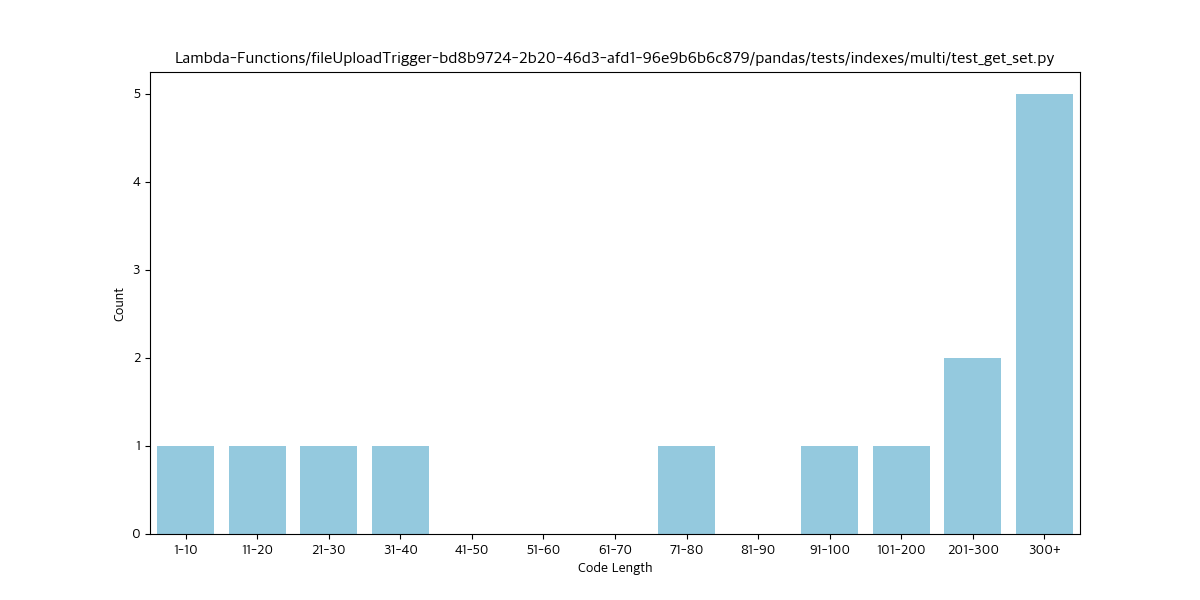 Lambda-Functions/fileUploadTrigger-bd8b9724-2b20-46d3-afd1-96e9b6b6c879/pandas/tests/indexes/multi/test_get_set.py
5
4
3
2
1
0
Count
1-10 11-20 21-30 31-40 41-50 51-60 61-70 71-80 81-90 91-100 101-200 201-300 300+
Code Length